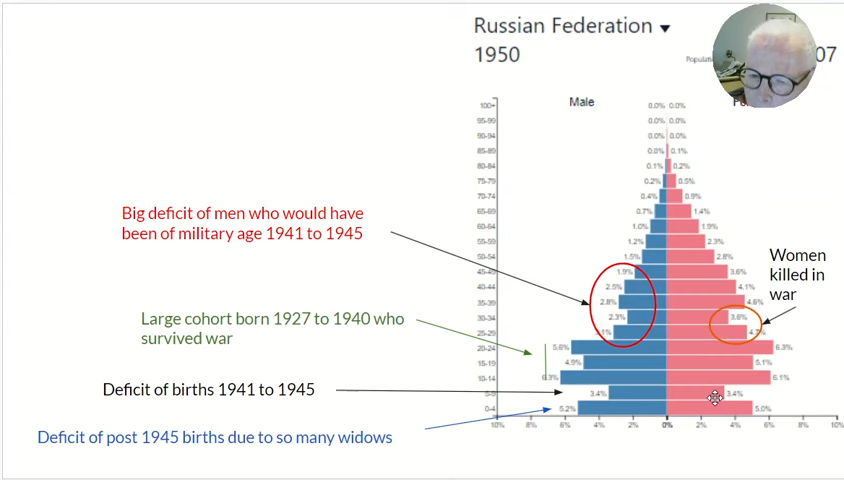 Russian Federation
1950
07
Male
100+ 0.0% 0.0%
95-99 0.0% 0.0%
90-94 0.0% 0.0%
85-89 0.0% 0.1%
80-84 0.1% 0.2%
75-79 0.2% 0.5%
70-74 0.4% 0.9%
65-69 0.7% 1.4%
60-64 1.0% 1.9%
55-59 1.2% 2.3%
50-54 1.5% 2.8%
45-49 1.9% 3.6%
2.5% 4.1%
35-39 2.8% 4.6%
30-34 2.3% 3.6%
25-29
20-24 5.6% 6.3%
15-19 4.9% 5.1%
10-14 6.3% 6.1%
5-9 3.4% 3.4%
0-4 5.2% 5.0%
10% 8% 6% 4% 2% 0% 2% 4% 6% 8% 10%
Big deficit of men who would have
been of military age 1941 to 1945
Women
killed in
war
Large cohort born 1927 to 1940 who
survived war
Deficit of births 1941 to 1945
Deficit of post 1945 births due to so many widows